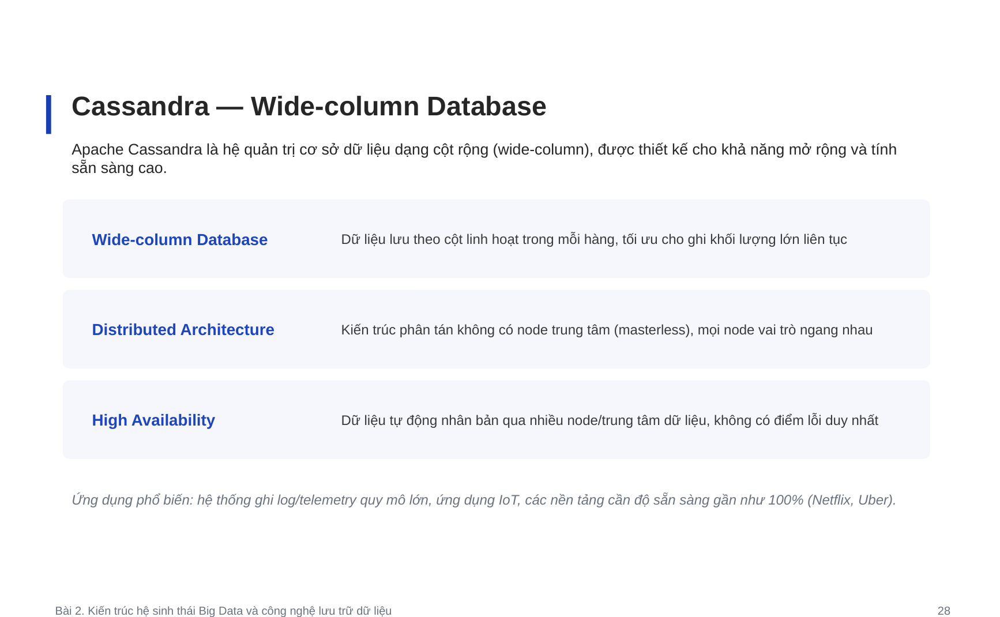 Cassandra — Wide-column Database
Apache Cassandra là hệ quản trị cơ sở dữ liệu dạng cột rộng (wide-column), được thiết kế cho khả năng mở rộng và tính
sẵn sàng cao.
Wide-column Database
Dữ liệu lưu theo cột linh hoạt trong mỗi hàng, tối ưu cho ghi khối lượng lớn liên tục
Distributed Architecture
Kiến trúc phân tán không có node trung tâm (masterless), mọi node vai trò ngang nhau
High Availability
Dữ liệu tự động nhân bản qua nhiều node/trung tâm dữ liệu, không có điểm lỗi duy nhất
Ứng dụng phổ biến: hệ thống ghi log/telemetry quy mô lớn, ứng dụng IoT, các nền tảng cần độ sẵn sàng gần như 100% (Netflix, Uber).
Bài 2. Kiến trúc hệ sinh thái Big Data và công nghệ lưu trữ dữ liệu
28